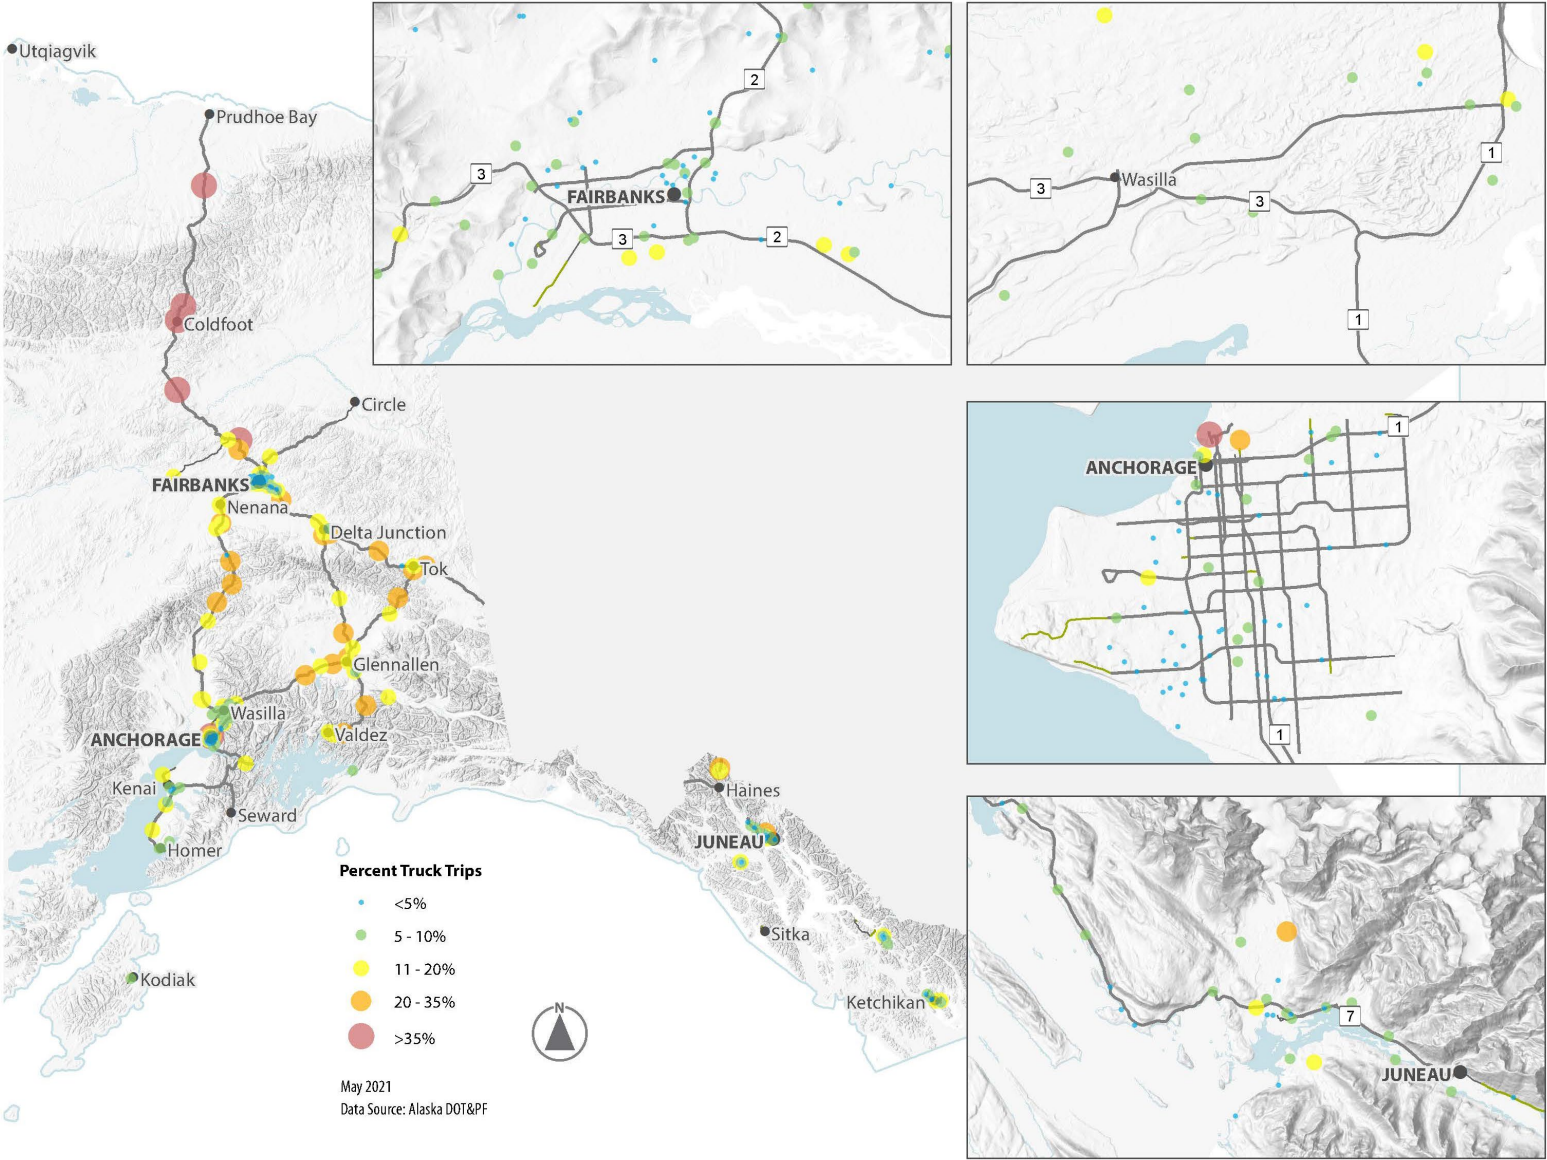 Utqiagvik
Prudhoe Bay
Coldfoot
Circle
FAIRBANKS
Nenana
Delta Junction
Tok
Glennallen
Wasilla
ANCHORAGE
Valdez
Kenai
Seward
Homer
Kodiak
Haines
JUNEAU
Sitka
Ketchikan
Percent Truck Trips
<5%
5 - 10%
11 - 20%
20 - 35%
>35%
May 2021
Data Source: Alaska DOT&PF
N
2
3
FAIRBANKS
3
2
1
3
Wasilla
3
1
1
ANCHORAGE
1
7
JUNEAU